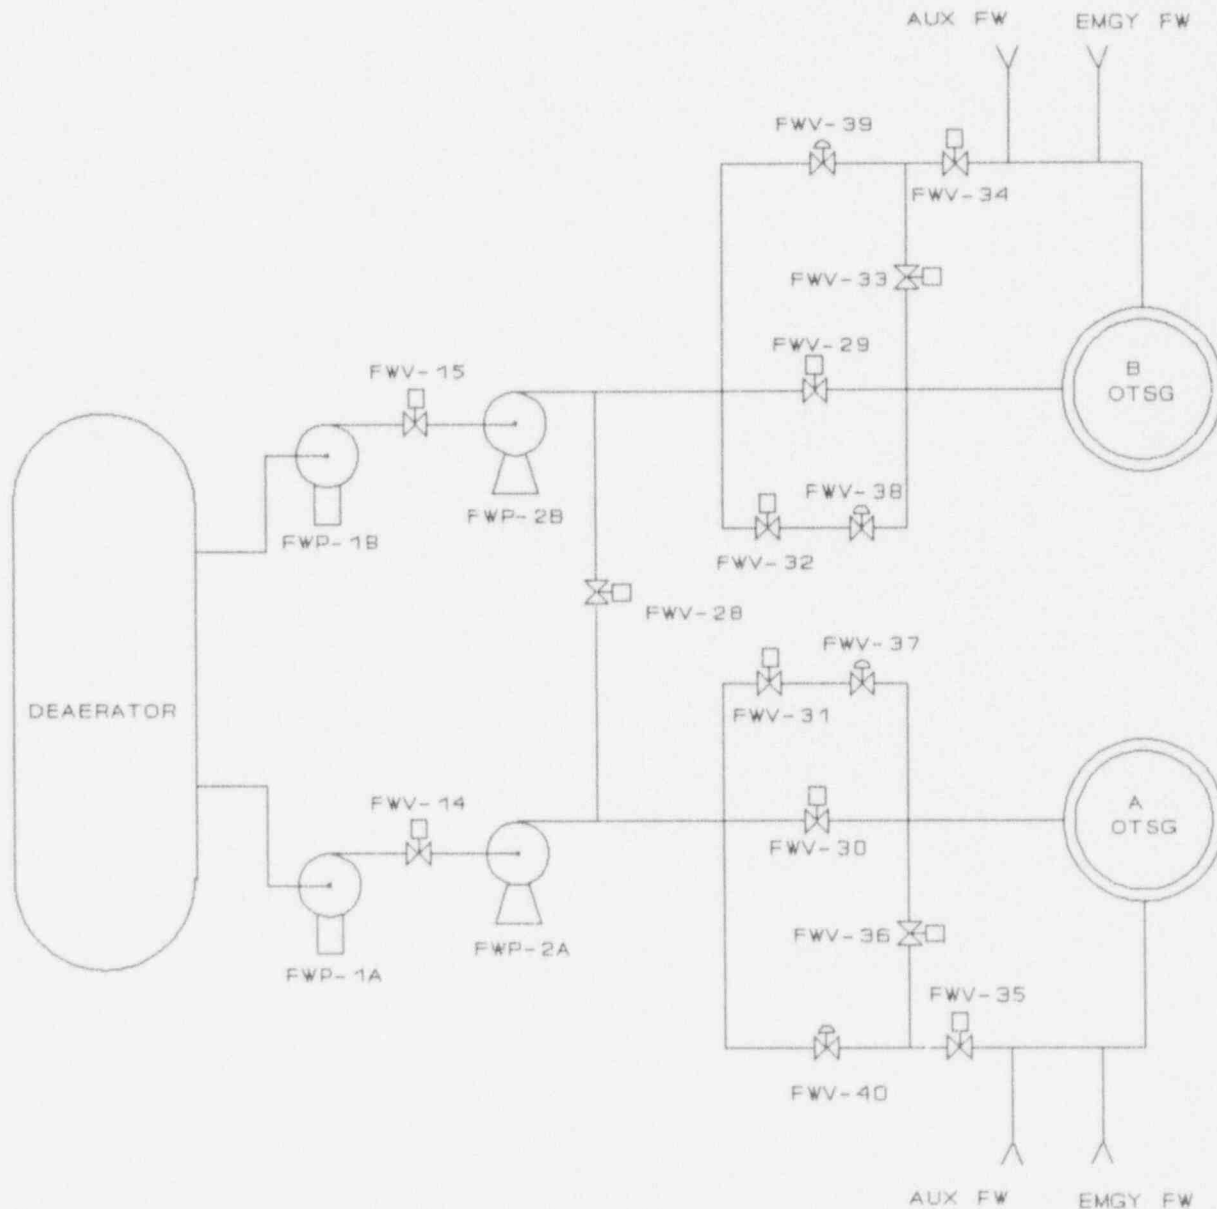 AUX FW
EMGY FW
FWV-39
FWV-34
FWV-33
FWV-29
FWV-15
B
OTSG
FWV-38
FWP-2B
FWP-1B
FWV-32
FWV-28
FWV-37
DEAERATOR
FWV-31
FWV-14
A
OTSG
FWV-30
FWV-36
FWP-2A
FWP-1A
FWV-35
FWV-40
AUX FW
EMGY FW